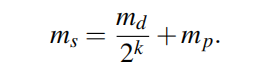 m_s = \frac{m_d}{2^k} + m_p.